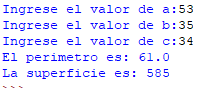 Ingrese el valor de a:53
Ingrese el valor de b:35
Ingrese el valor de c:34
El perimetro es: 61.0
La superficie es: 585
>>>